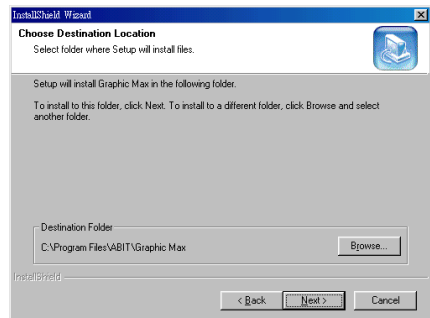 InstallShield Wizard
Choose Destination Location
Select folder where Setup will install files.
Setup will install Graphic Max in the following folder.
To install to this folder, click Next. To install to a different folder, click Browse and select
another folder.
Destination Folder
C:\Program Files\ABIT\Graphic Max
Browse...
InstallShield
< Back
Next >
Cancel